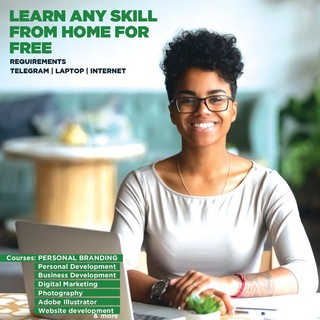 LEARN ANY SKILL
FROM HOME FOR
FREE
REQUIREMENTS
TELEGRAM | LAPTOP | INTERNET
Courses: PERSONAL BRANDING
Personal Development
Business Development
Digital Marketing
Photography
Adobe Illustrator
Website development
& more